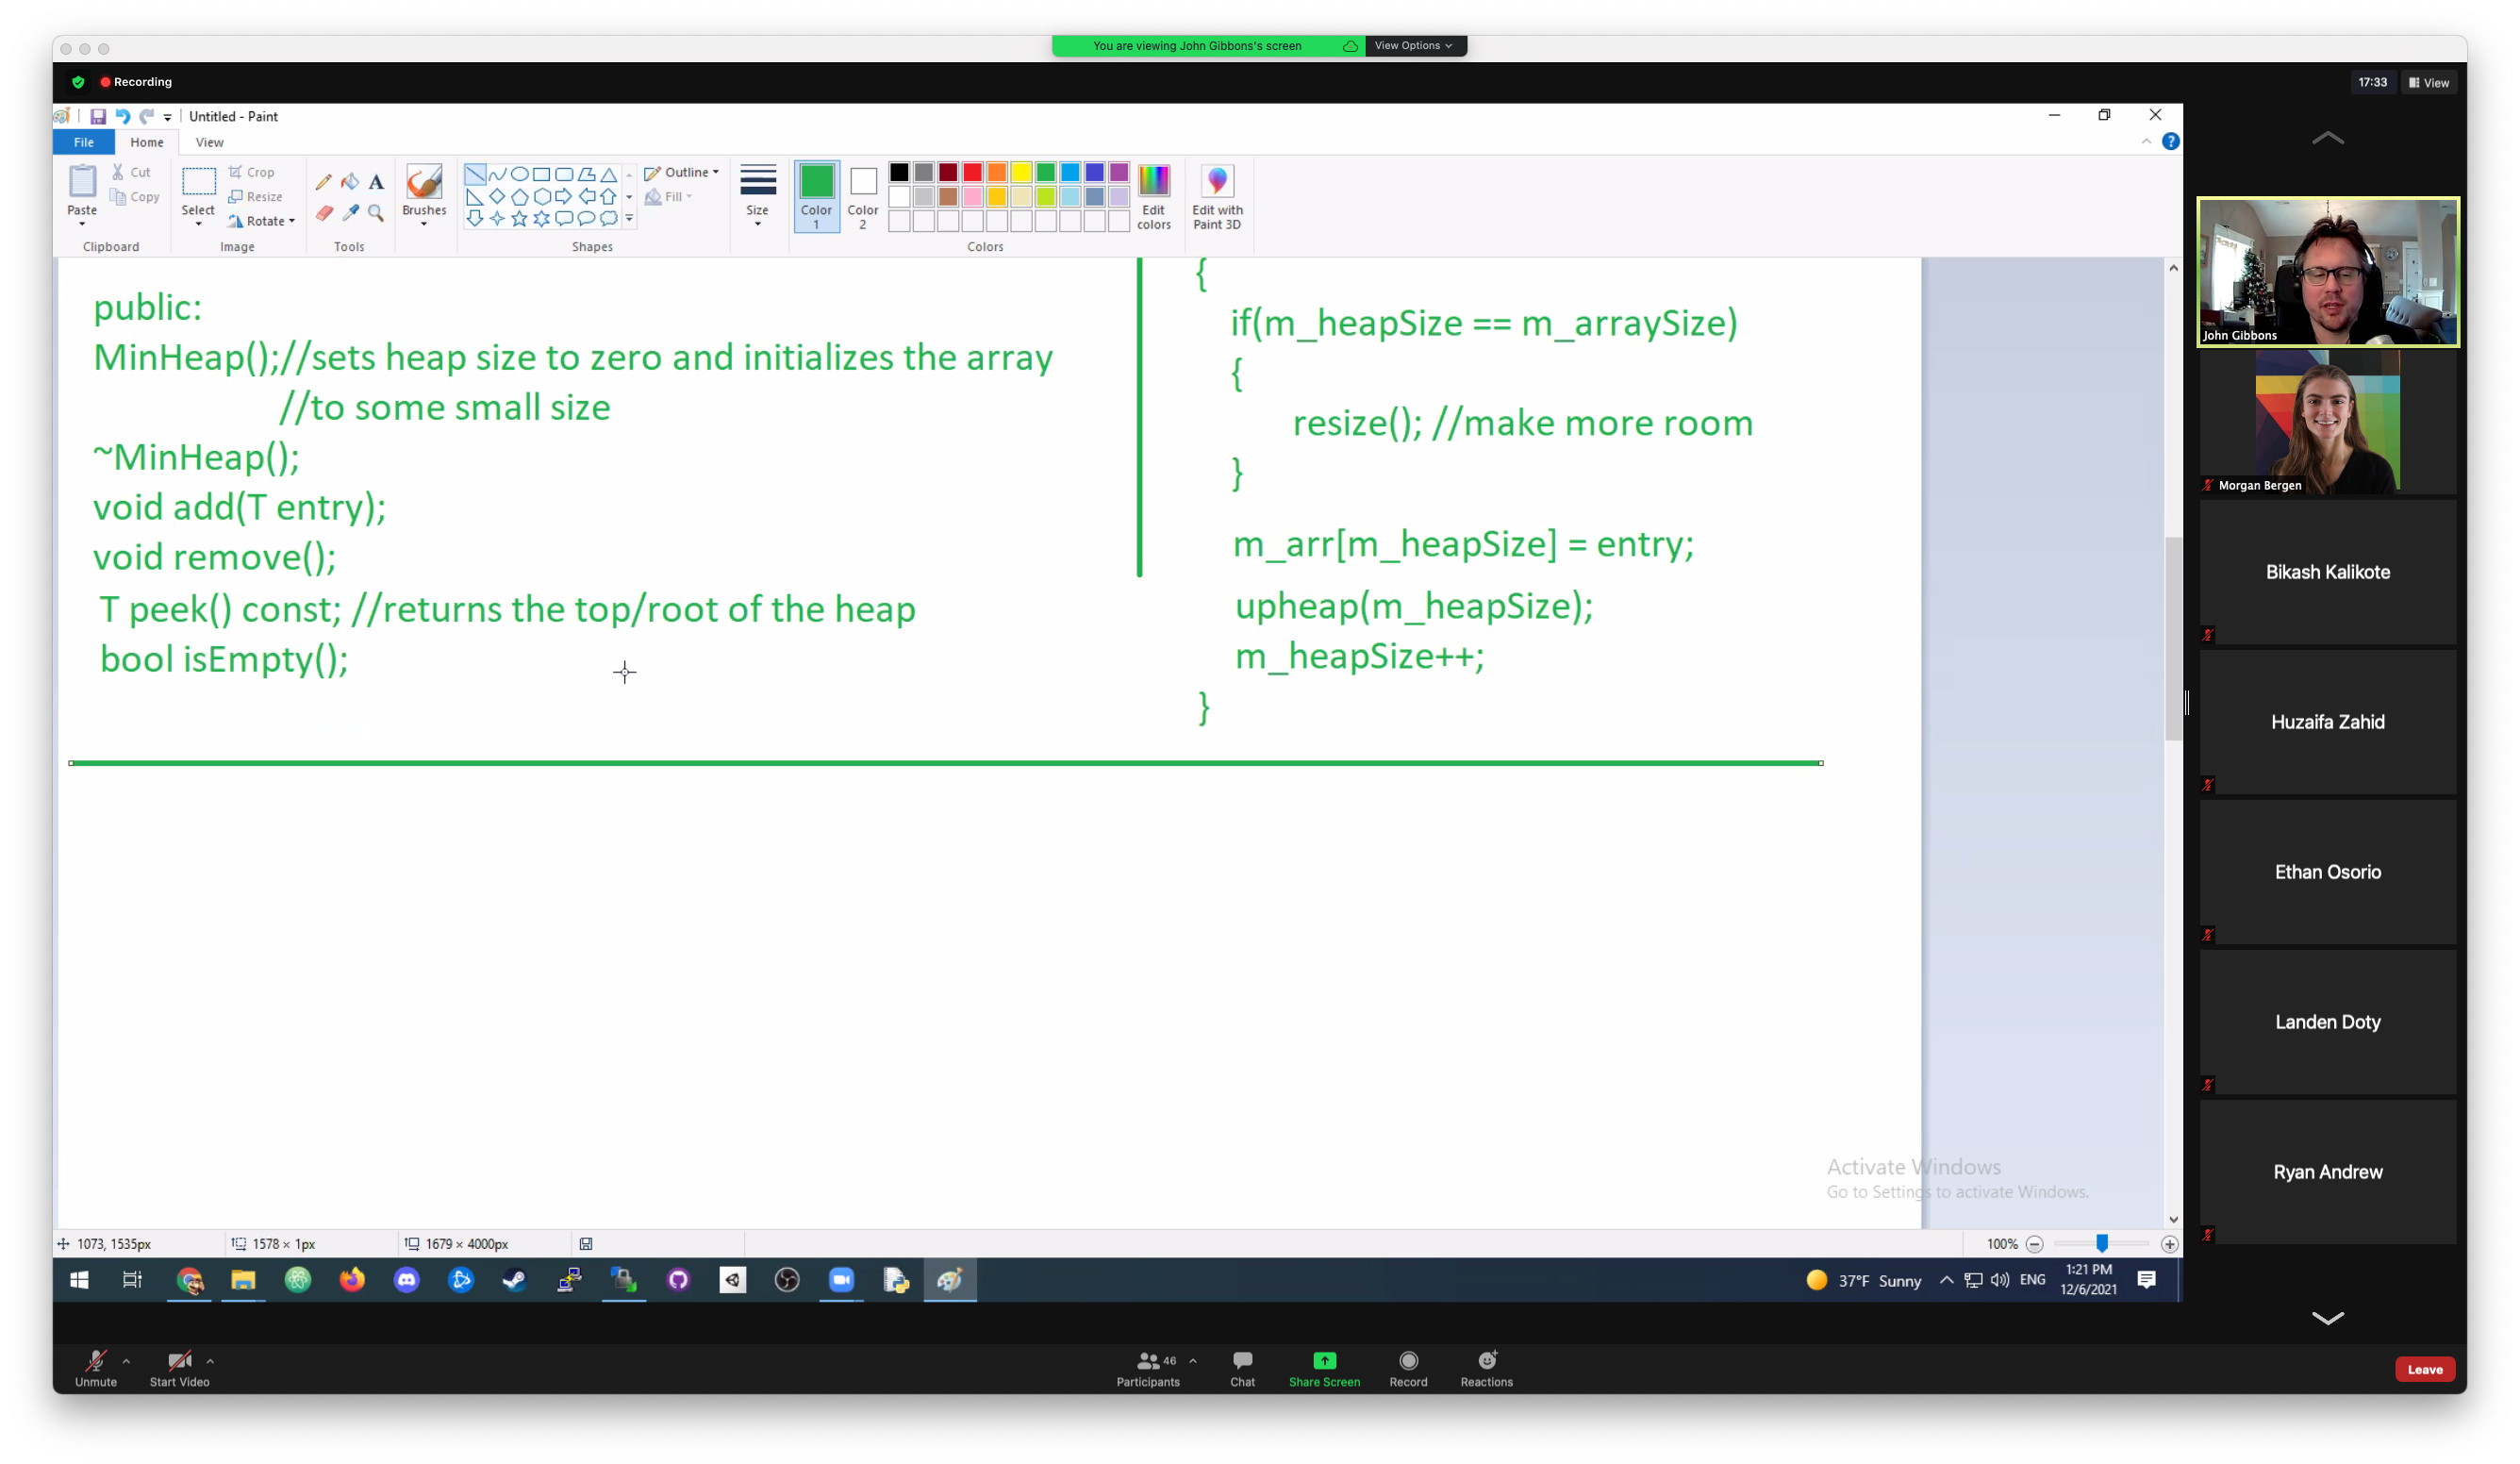 You are viewing John Gibbons's screen
View Options
Recording
17:33
View
Untitled - Paint
File
Home
View
Paste
Cut
Copy
Clipboard
Select
Crop
Resize
Rotate
Image
Tools
Brushes
Outline
Fill
Shapes
Size
Color
1
Color
2
Colors
Edit
colors
Edit with
Paint 3D
public:
MinHeap();//sets heap size to zero and initializes the array
//to some small size
~MinHeap();
void add(T entry);
void remove();
T peek() const; //returns the top/root of the heap
bool isEmpty();
{
if(m_heapSize == m_arraySize)
{
resize(); //make more room
}
m_arr[m_heapSize] = entry;
upheap(m_heapSize);
m_heapSize++;
}
Activate Windows
Go to Settings to activate Windows.
1073, 1535px
1578 × 1px
1679 × 4000px
100%
37°F Sunny
ENG
1:21 PM
12/6/2021
John Gibbons
Morgan Bergen
Bikash Kalikote
Huzaifa Zahid
Ethan Osorio
Landen Doty
Ryan Andrew
Unmute
Start Video
46
Participants
Chat
Share Screen
Record
Reactions
Leave